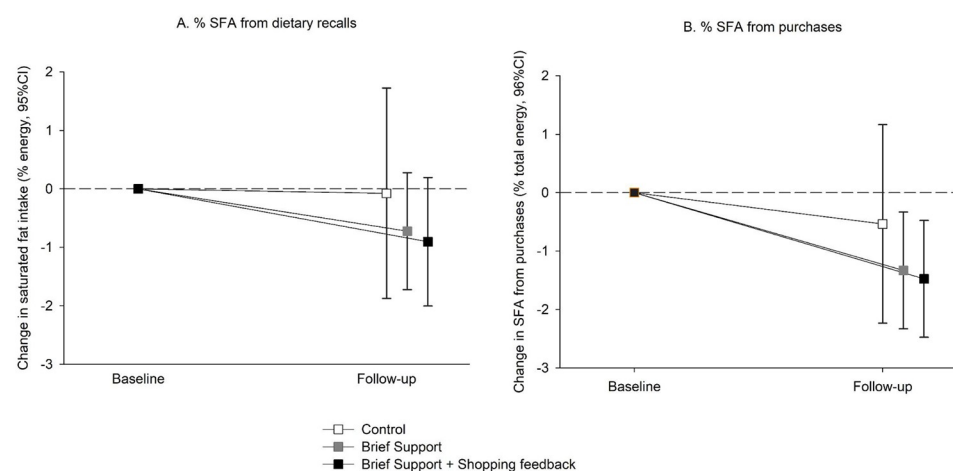 A. % SFA from dietary recalls
Change in saturated fat intake (% energy, 95%CI)
2
1
0
-1
-2
-3
Baseline
Follow-up
B. % SFA from purchases
Change in SFA from purchases (% total energy, 96%CI)
2
1
0
-1
-2
-3
Baseline
Follow-up
Control
Brief Support
Brief Support + Shopping feedback